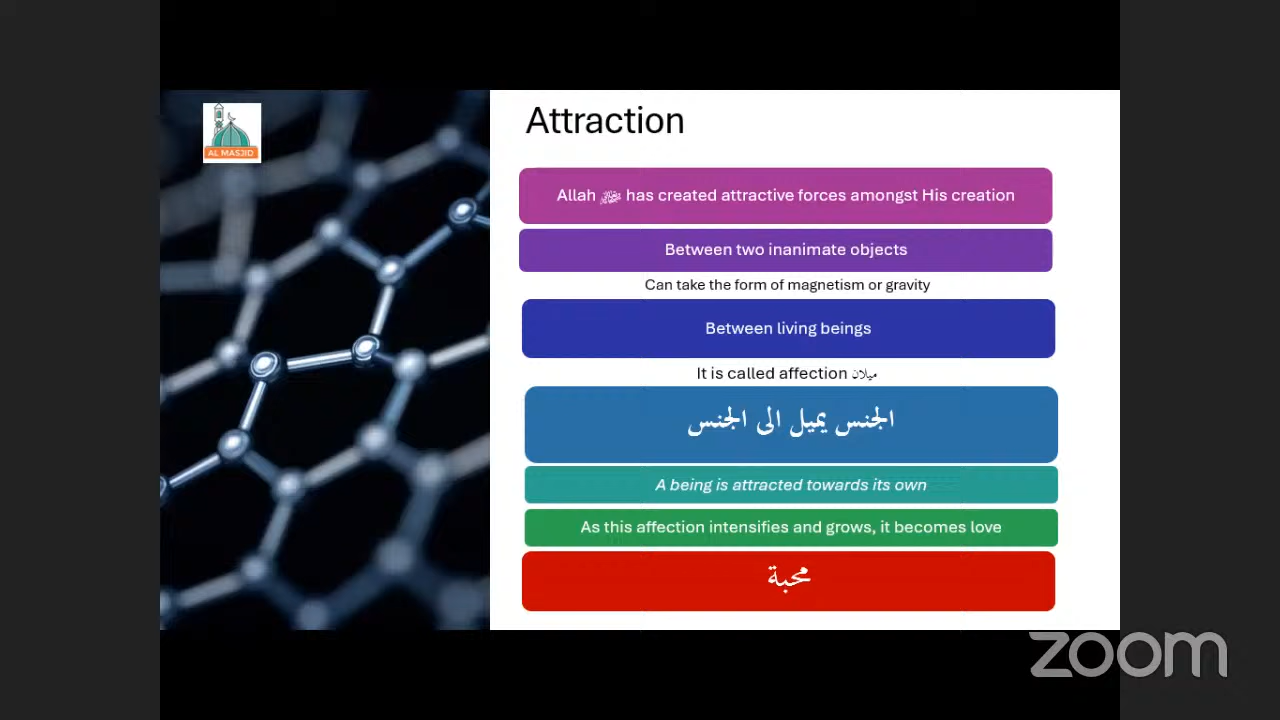 AL MASJID
Attraction
Allah ﷻ has created attractive forces amongst His creation
Between two inanimate objects
Can take the form of magnetism or gravity
Between living beings
It is called affection ميلان
الجنس يميل الى الجنس
A being is attracted towards its own
As this affection intensifies and grows, it becomes love
محبة
zoom